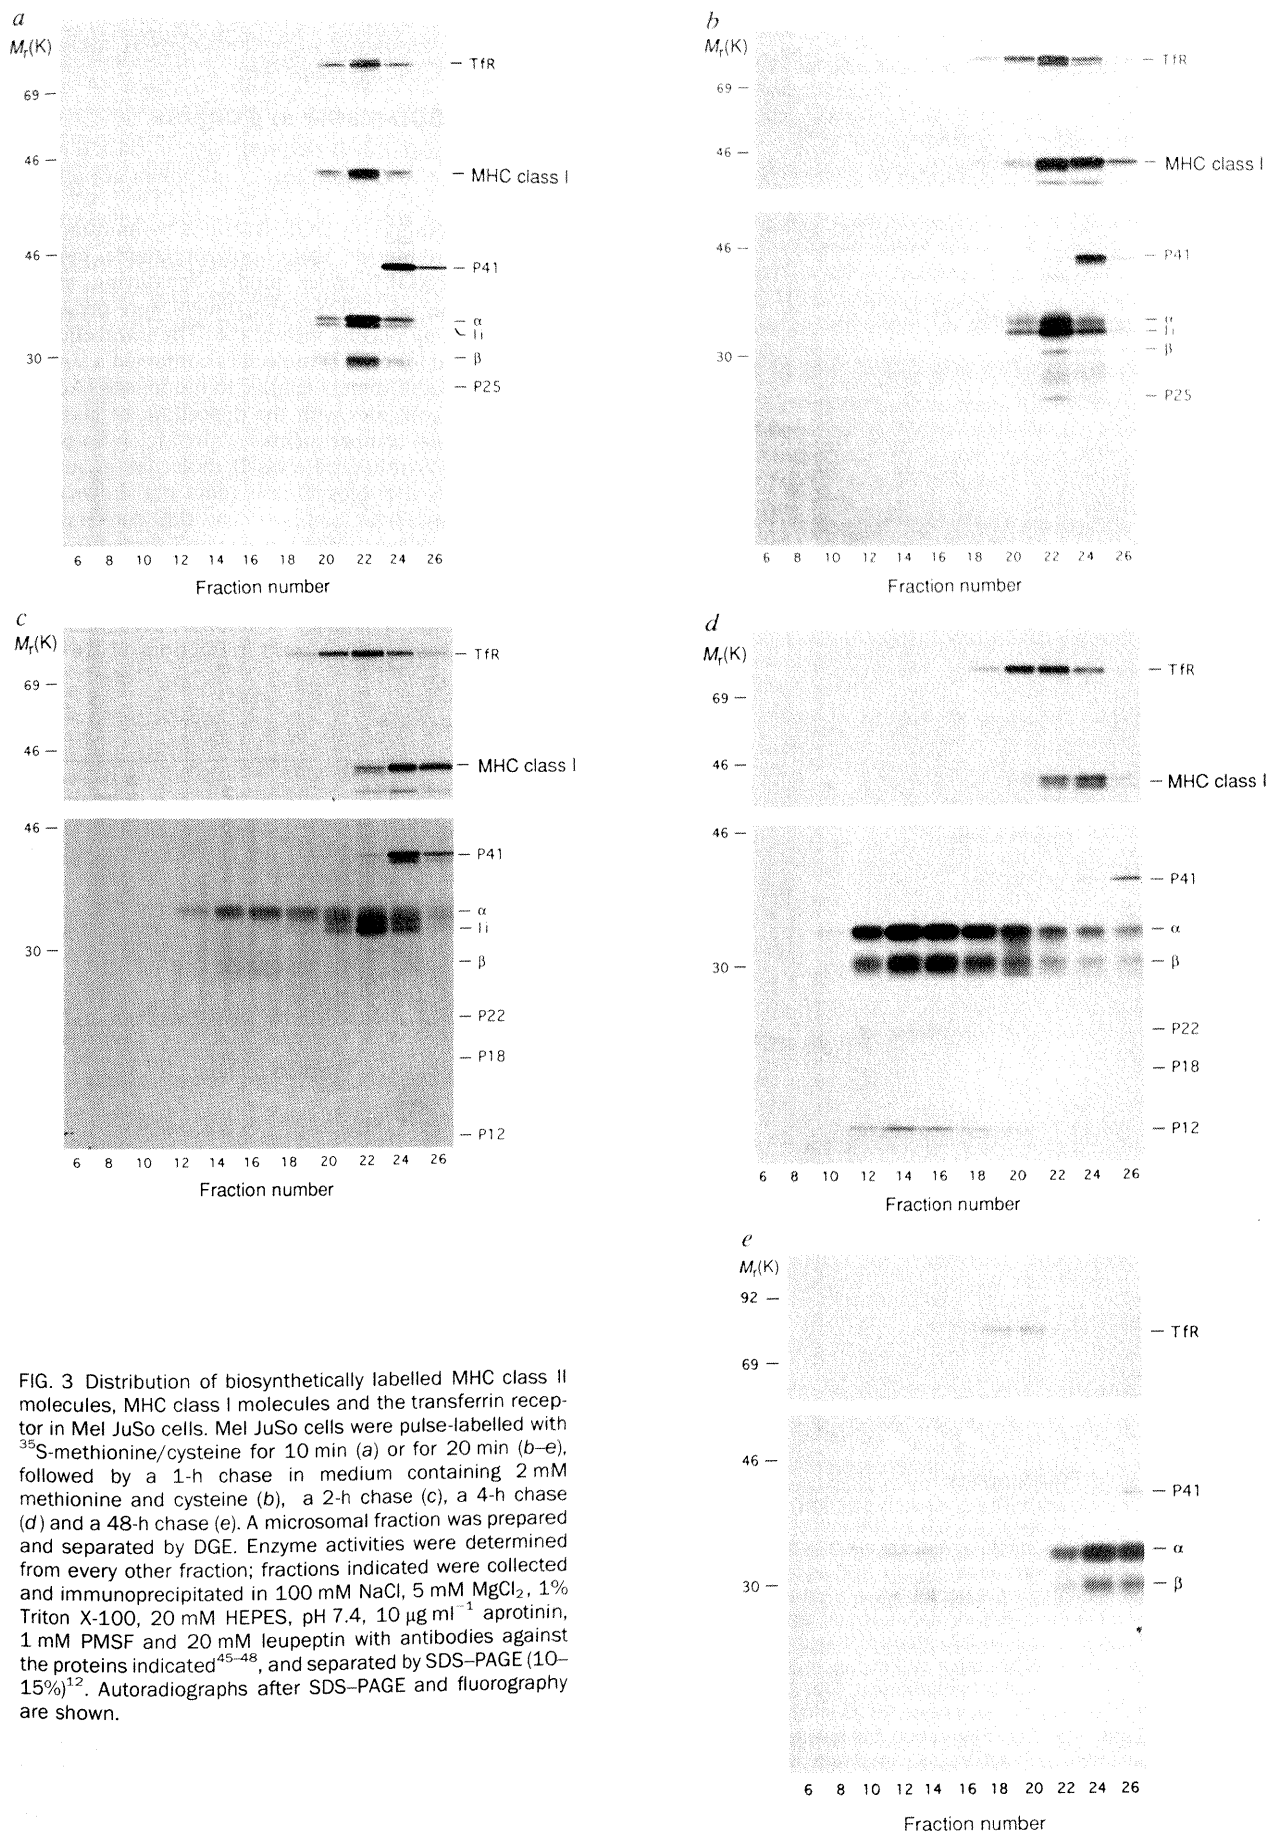 a
Mr(K)
TfR
69
46
MHC class I
46
P41
α
Ii
30
β
P25
6 8 10 12 14 16 18 20 22 24 26
Fraction number
b
Mr(K)
TfR
69
46
MHC class I
46
P41
α
Ii
30
β
P25
6 8 10 12 14 16 18 20 22 24 26
Fraction number
c
Mr(K)
TfR
69
46
MHC class I
46
P41
α
Ii
30
β
P22
P18
P12
6 8 10 12 14 16 18 20 22 24 26
Fraction number
d
Mr(K)
TfR
69
46
MHC class I
46
P41
α
30
β
P22
P18
P12
6 8 10 12 14 16 18 20 22 24 26
Fraction number
e
Mr(K)
92
TfR
69
46
P41
α
30
β
6 8 10 12 14 16 18 20 22 24 26
Fraction number
FIG. 3 Distribution of biosynthetically labelled MHC class II
molecules, MHC class I molecules and the transferrin recep-
tor in Mel JuSo cells. Mel JuSo cells were pulse-labelled with
³⁵S-methionine/cysteine for 10 min (a) or for 20 min (b–e),
followed by a 1-h chase in medium containing 2 mM
methionine and cysteine (b), a 2-h chase (c), a 4-h chase
(d) and a 48-h chase (e). A microsomal fraction was prepared
and separated by DGE. Enzyme activities were determined
from every other fraction; fractions indicated were collected
and immunoprecipitated in 100 mM NaCl, 5 mM MgCl₂, 1%
Triton X-100, 20 mM HEPES, pH 7.4, 10 μg ml⁻¹ aprotinin,
1 mM PMSF and 20 mM leupeptin with antibodies against
the proteins indicated⁴⁵⁻⁴⁸, and separated by SDS–PAGE (10–
15%)¹². Autoradiographs after SDS–PAGE and fluorography
are shown.